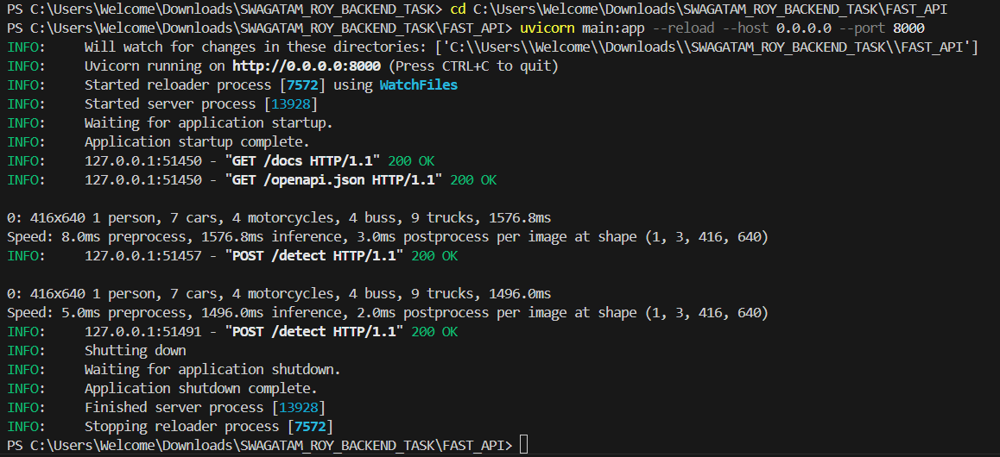 PS C:\Users\Welcome\Downloads\SWAGATAM_ROY_BACKEND_TASK> cd C:\Users\Welcome\Downloads\SWAGATAM_ROY_BACKEND_TASK\FAST_API
PS C:\Users\Welcome\Downloads\SWAGATAM_ROY_BACKEND_TASK\FAST_API> uvicorn main:app --reload --host 0.0.0.0 --port 8000
INFO:     Will watch for changes in these directories: ['C:\\Users\\Welcome\\Downloads\\SWAGATAM_ROY_BACKEND_TASK\\FAST_API']
INFO:     Uvicorn running on http://0.0.0.0:8000 (Press CTRL+C to quit)
INFO:     Started reloader process [7572] using WatchFiles
INFO:     Started server process [13928]
INFO:     Waiting for application startup.
INFO:     Application startup complete.
INFO:     127.0.0.1:51450 - "GET /docs HTTP/1.1" 200 OK
INFO:     127.0.0.1:51450 - "GET /openapi.json HTTP/1.1" 200 OK
0: 416x640 1 person, 7 cars, 4 motorcycles, 4 buss, 9 trucks, 1576.8ms
Speed: 8.0ms preprocess, 1576.8ms inference, 3.0ms postprocess per image at shape (1, 3, 416, 640)
INFO:     127.0.0.1:51457 - "POST /detect HTTP/1.1" 200 OK
0: 416x640 1 person, 7 cars, 4 motorcycles, 4 buss, 9 trucks, 1496.0ms
Speed: 5.0ms preprocess, 1496.0ms inference, 2.0ms postprocess per image at shape (1, 3, 416, 640)
INFO:     127.0.0.1:51491 - "POST /detect HTTP/1.1" 200 OK
INFO:     Shutting down
INFO:     Waiting for application shutdown.
INFO:     Application shutdown complete.
INFO:     Finished server process [13928]
INFO:     Stopping reloader process [7572]
PS C:\Users\Welcome\Downloads\SWAGATAM_ROY_BACKEND_TASK\FAST_API>